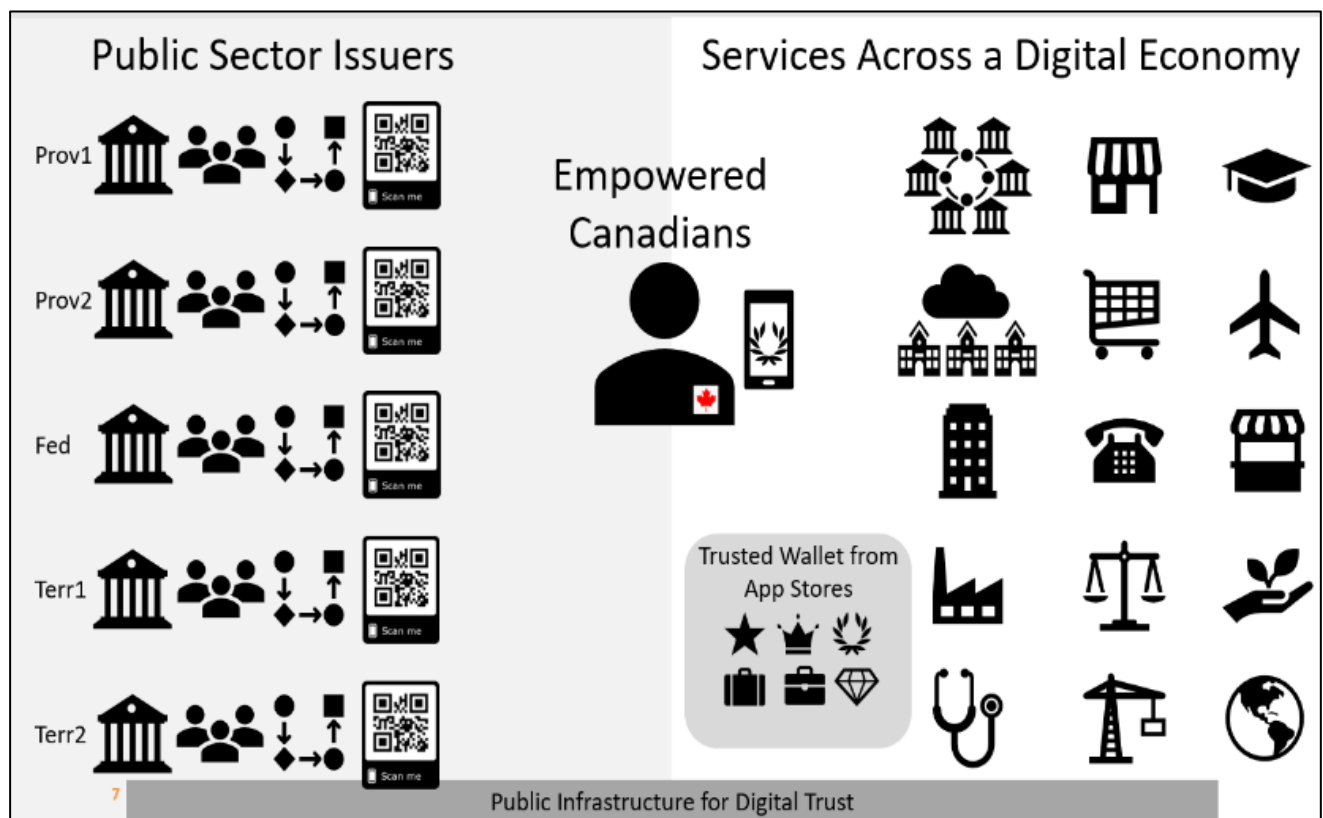 Public Sector Issuers
Services Across a Digital Economy
Prov1
Scan me
Prov2
Scan me
Fed
Scan me
Terr1
Scan me
Terr2
Scan me
Empowered
Canadians
Trusted Wallet from
App Stores
7
Public Infrastructure for Digital Trust